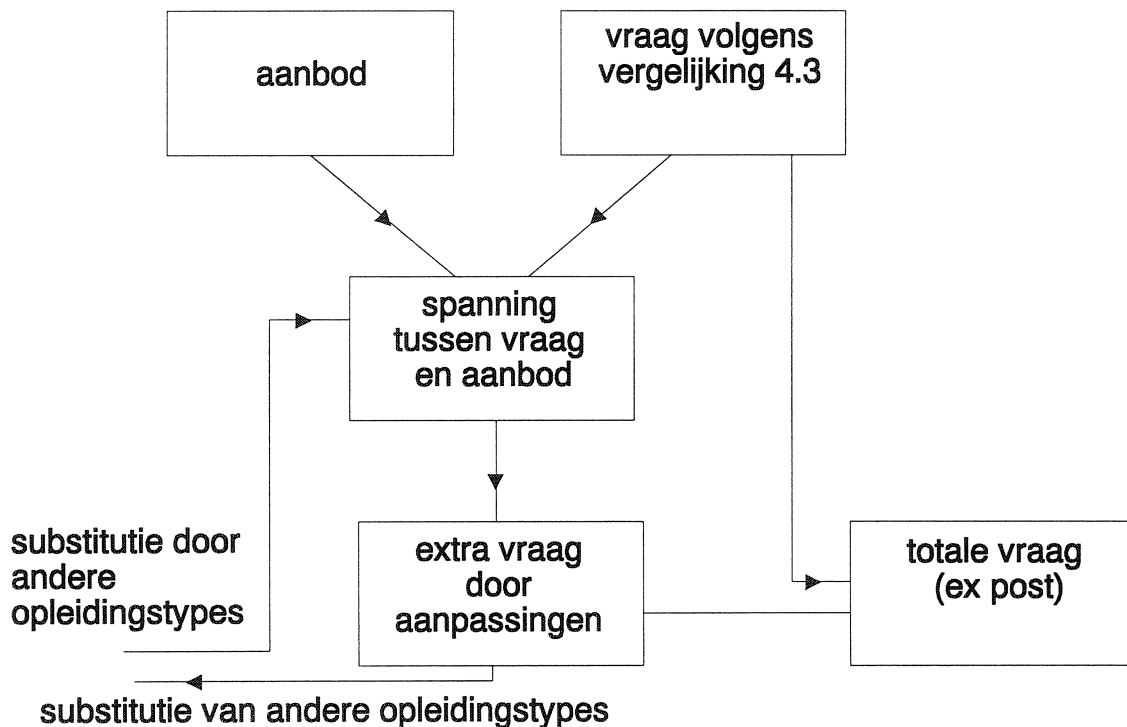 aanbod
vraag volgens
vergelijking 4.3
spanning
tussen vraag
en aanbod
substitutie door
andere
opleidingstypes
extra vraag
door
aanpassingen
totale vraag
(ex post)
substitutie van andere opleidingstypes